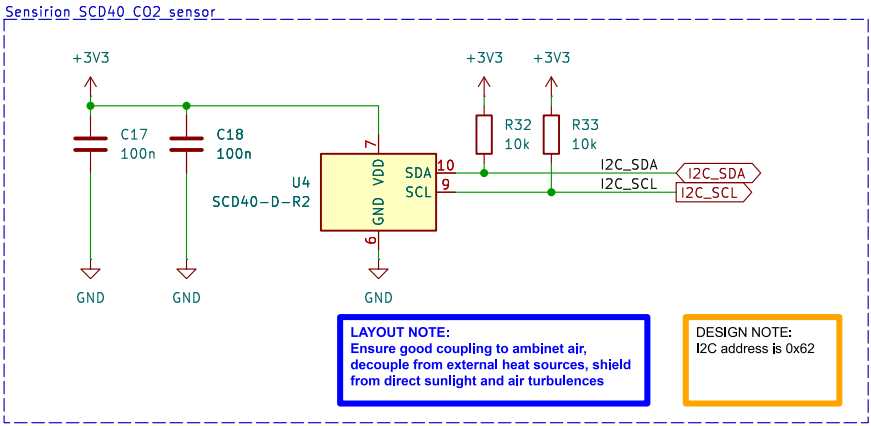 Sensirion SCD40 CO2 sensor
+3V3
+3V3
+3V3
C17
100n
C18
100n
R32
10k
R33
10k
7
VDD
U4
SCD40-D-R2
SDA
10
SCL
9
GND
6
I2C_SDA
I2C_SCL
I2C_SDA
I2C_SCL
GND
GND
GND
LAYOUT NOTE:
Ensure good coupling to ambinet air,
decouple from external heat sources, shield
from direct sunlight and air turbulences
DESIGN NOTE:
I2C address is 0x62